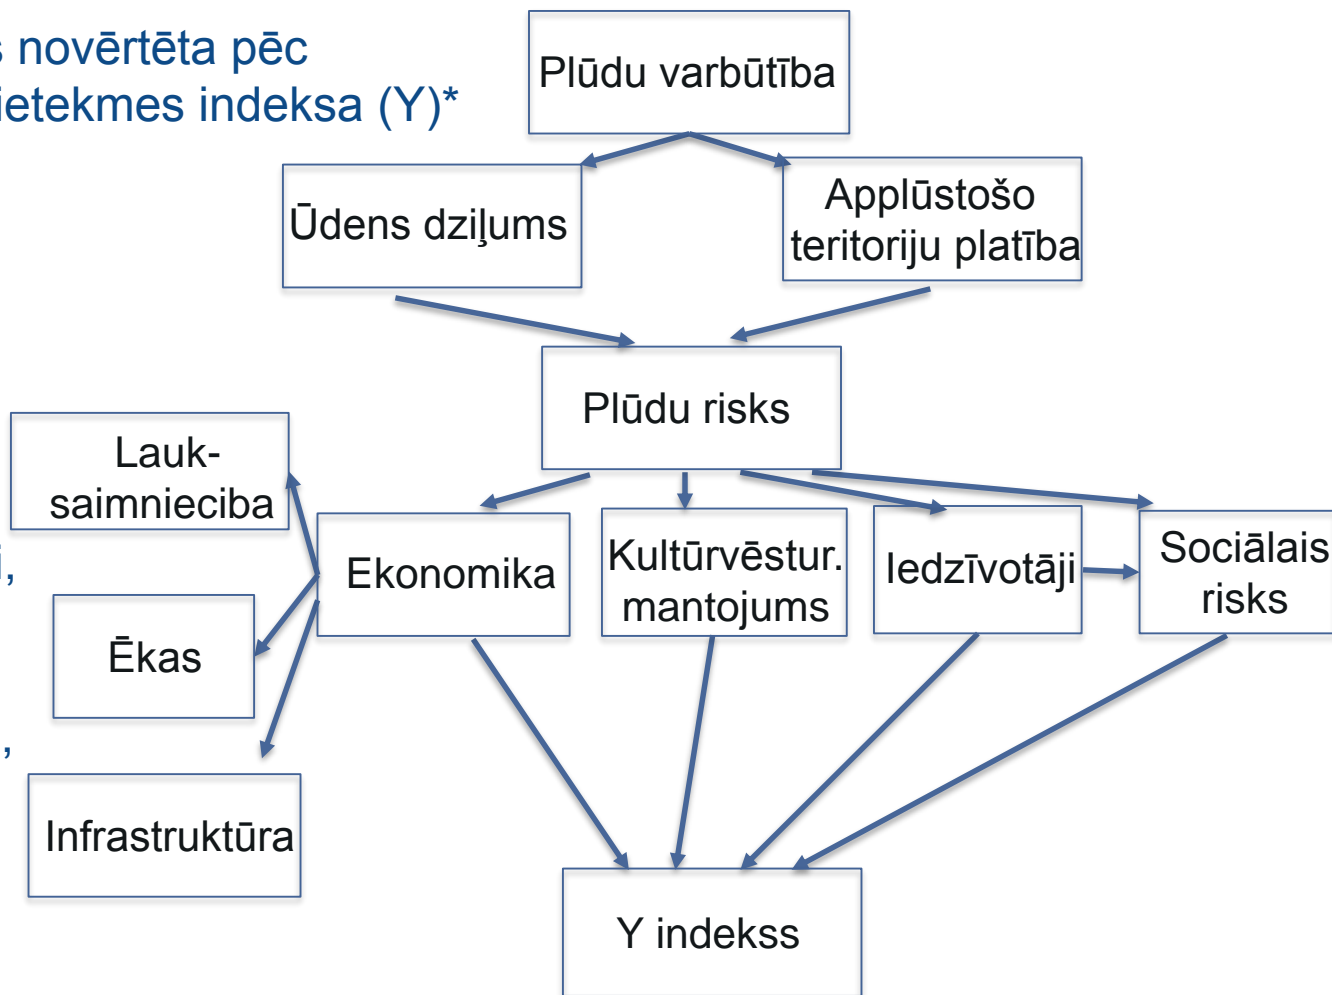 s novērtēta pēc
ietekmes indeksa (Y)*
Plūdu varbūtība
Ūdens dziļums
Applūstošo
teritoriju platība
Plūdu risks
Lauk-
saimnieciba
i,
Ekonomika
Kultūrvēstur.
mantojums
Iedzīvotāji
Sociālais
risks
Ēkas
,
Infrastruktūra
Y indekss